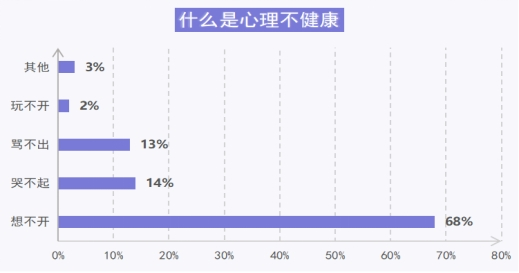 什么是心理不健康
其他 3%
玩不开 2%
骂不出 13%
哭不起 14%
想不开 68%
0% 10% 20% 30% 40% 50% 60% 70% 80%